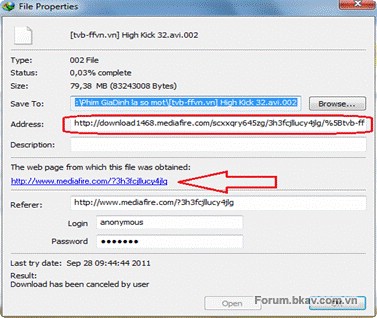 File Properties
[tvb-ffvn.vn] High Kick 32.avi.002
Type: 002 File
Status: 0,03% complete
Size: 79,38 MB (83243008 Bytes)
Save To: :\Phim GiaDinh la so mot\[tvb-ffvn.vn] High Kick 32.avi.002 Browse...
Address: http://download1468.mediafire.com/scxxqry645zg/3h3fcjllucy4jlg/%5Btvb-ff
Description:
The web page from which this file was obtained:
http://www.mediafire.com/?3h3fcjllucy4jlg
Referer: http://www.mediafire.com/?3h3fcjllucy4jlg
Login anonymous
Password •••••••
Last try date: Sep 28 09:44:44 2011
Result:
Download has been canceled by user
Open
Forum.bkav.com.vn